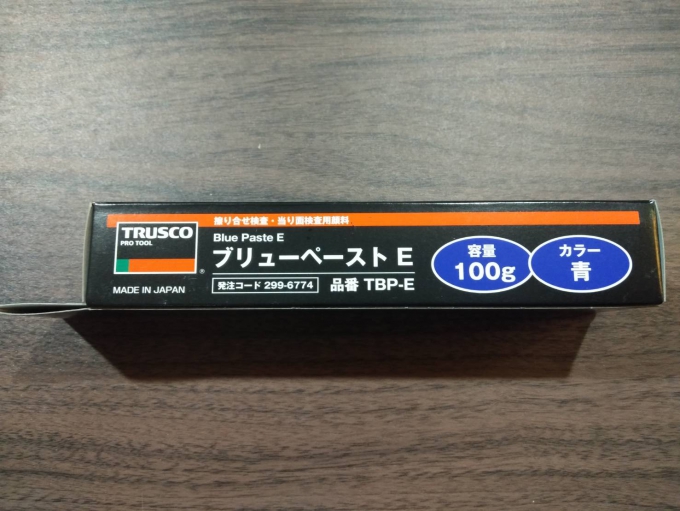 摺り合せ検査・当り面検査用顔料
TRUSCO
PRO TOOL
®
MADE IN JAPAN
Blue Paste E
ブリューペースト E
発注コード 299-6774
品番 TBP-E
容量
100g
カラー
青